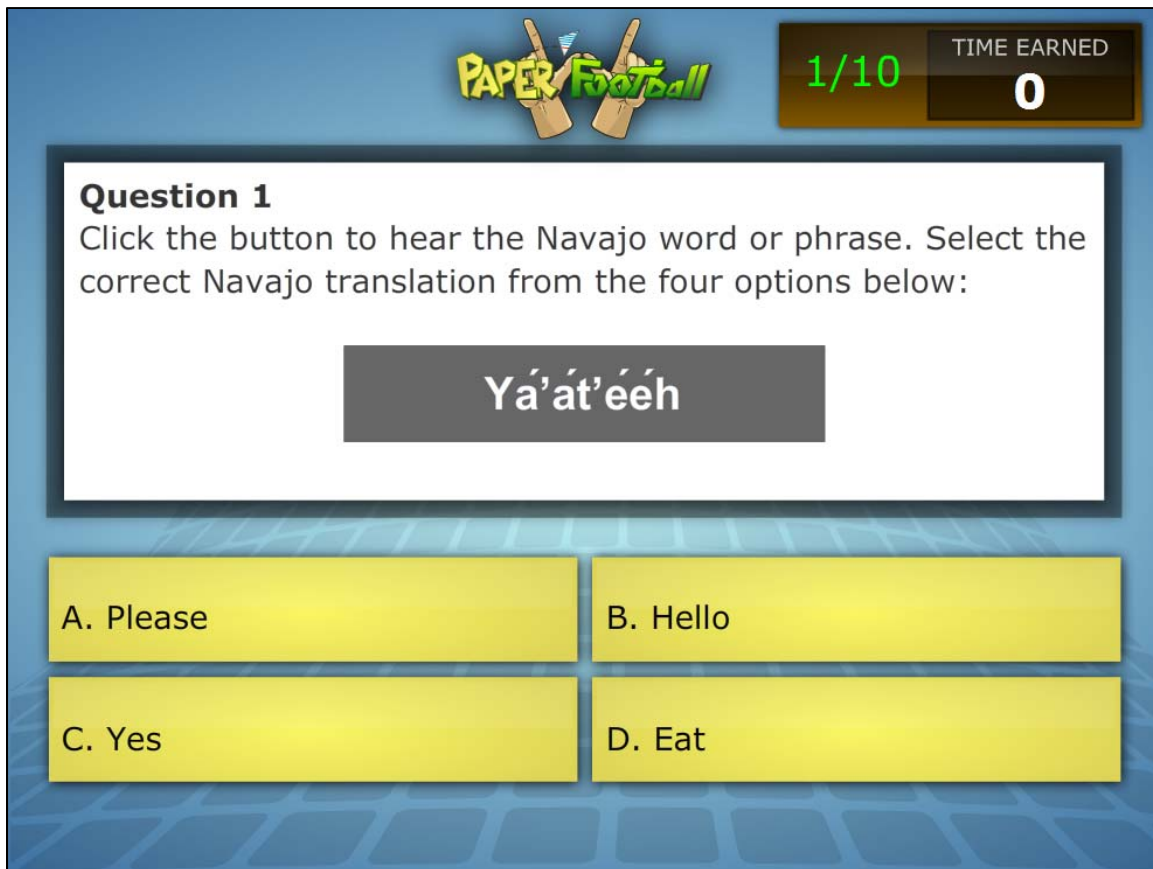 PAPER Football
1/10
TIME EARNED
0
Question 1
Click the button to hear the Navajo word or phrase. Select the
correct Navajo translation from the four options below:
Yá’át’ééh
A. Please
B. Hello
C. Yes
D. Eat